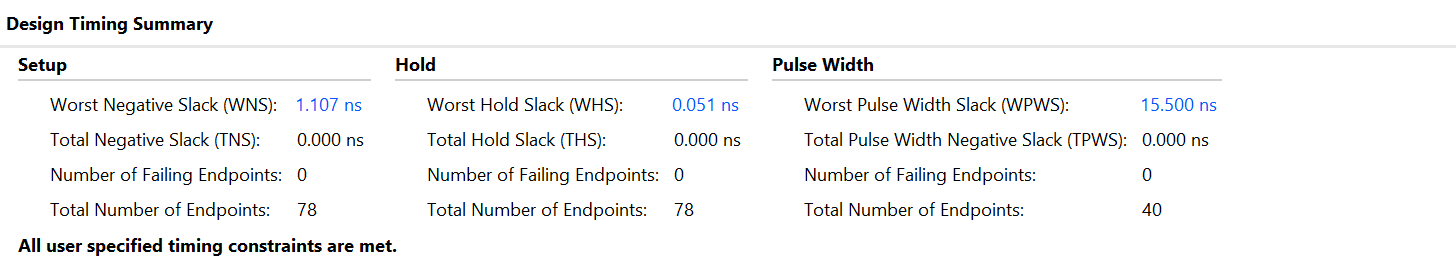 Design Timing Summary
Setup Hold Pulse Width
Worst Negative Slack (WNS): 1.107 ns Worst Hold Slack (WHS): 0.051 ns Worst Pulse Width Slack (WPWS): 15.500 ns
Total Negative Slack (TNS): 0.000 ns Total Hold Slack (THS): 0.000 ns Total Pulse Width Negative Slack (TPWS): 0.000 ns
Number of Failing Endpoints: 0 Number of Failing Endpoints: 0 Number of Failing Endpoints: 0
Total Number of Endpoints: 78 Total Number of Endpoints: 78 Total Number of Endpoints: 40
All user specified timing constraints are met.